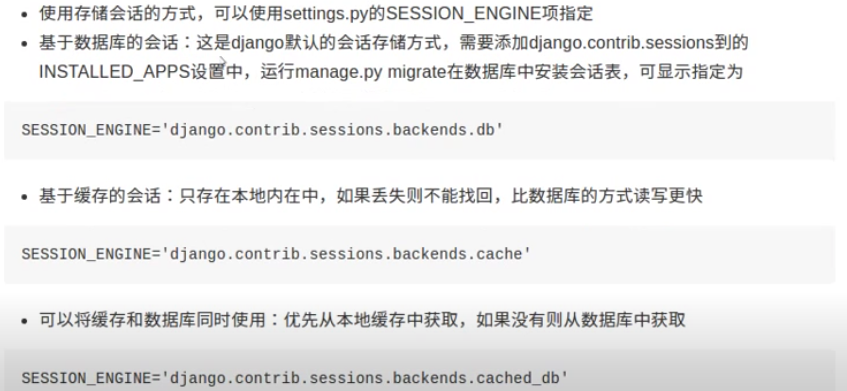 使用存储会话的方式，可以使用settings.py的SESSION_ENGINE项指定
基于数据库的会话：这是django默认的会话存储方式，需要添加django.contrib.sessions到的
INSTALLED_APPS设置中，运行manage.py migrate在数据库中安装会话表，可显示指定为
SESSION_ENGINE='django.contrib.sessions.backends.db'
基于缓存的会话：只存在本地内在中，如果丢失则不能找回，比数据库的方式读写更快
SESSION_ENGINE='django.contrib.sessions.backends.cache'
可以将缓存和数据库同时使用：优先从本地缓存中获取，如果没有则从数据库中获取
SESSION_ENGINE='django.contrib.sessions.backends.cached_db'